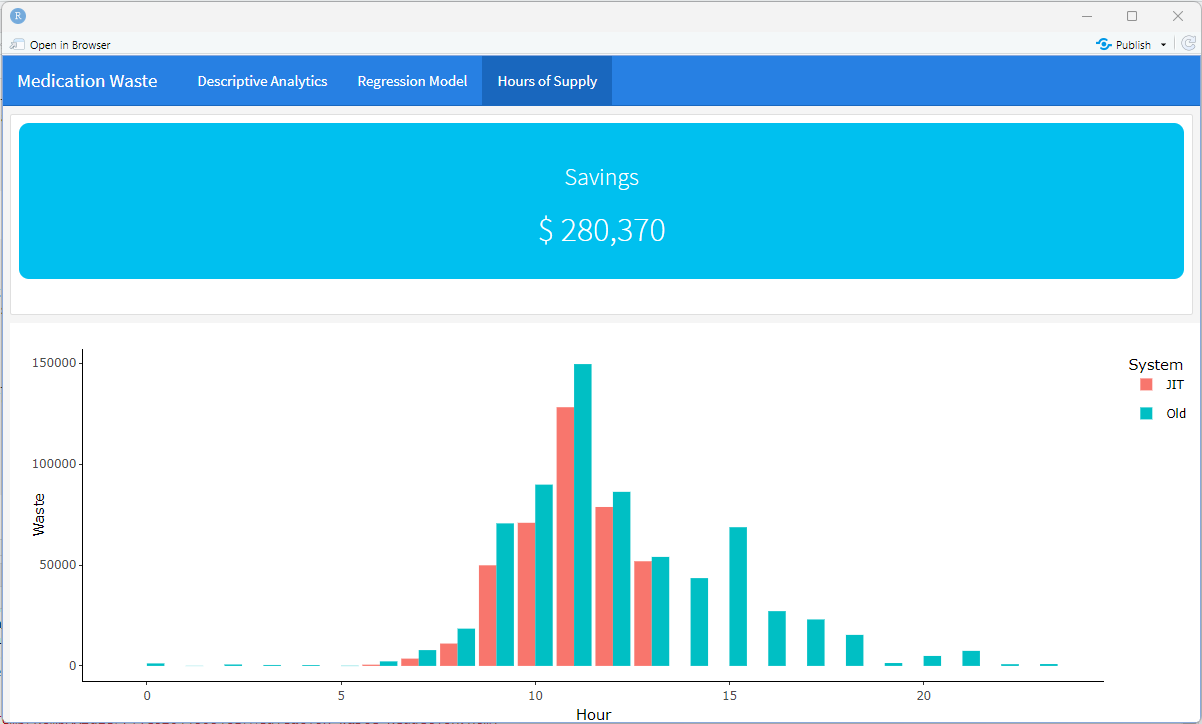 R
Open in Browser
Publish
Medication Waste Descriptive Analytics Regression Model Hours of Supply
Savings
$ 280,370
System
JIT
Old
Waste
150000
100000
50000
0
0 5 10 15 20
Hour